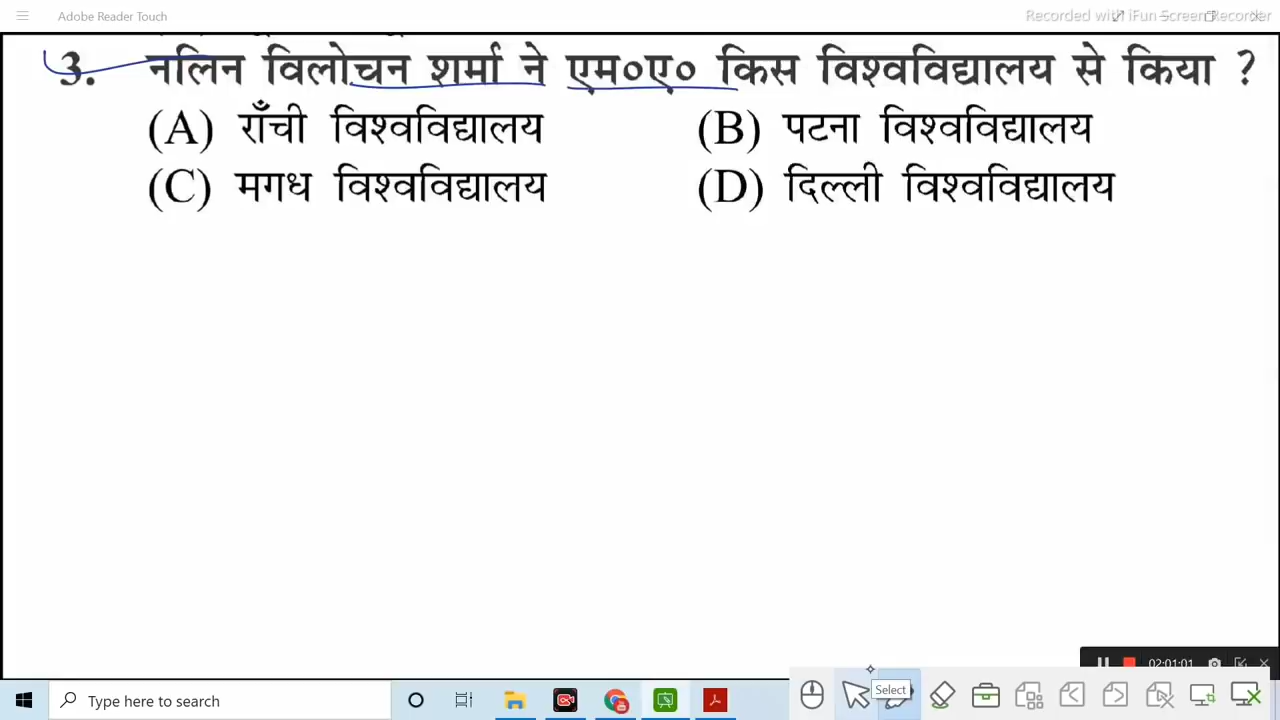 Adobe Reader Touch
Recorded with iFun Screen Recorder
3. नलिन विलोचन शर्मा ने एम०ए० किस विश्वविद्यालय से किया ?
(A) राँची विश्वविद्यालय (B) पटना विश्वविद्यालय
(C) मगध विश्वविद्यालय (D) दिल्ली विश्वविद्यालय
02:01:01
Select
Type here to search